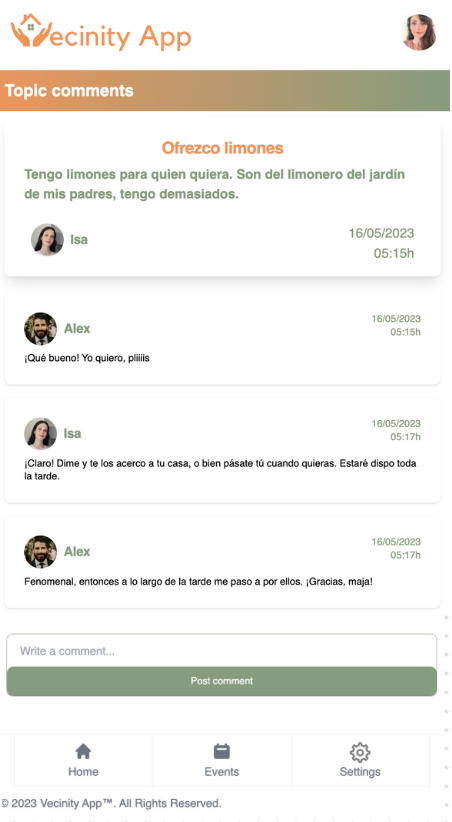 Vecinity App
Topic comments
Ofrezco limones
Tengo limones para quien quiera. Son del limonero del jardín
de mis padres, tengo demasiados.
Isa
16/05/2023
05:15h
Alex
16/05/2023
05:15h
¡Qué bueno! Yo quiero, pliiiis
Isa
16/05/2023
05:17h
¡Claro! Dime y te los acerco a tu casa, o bien pásate tú cuando quieras. Estaré dispo toda
la tarde.
Alex
16/05/2023
05:17h
Fenomenal, entonces a lo largo de la tarde me paso a por ellos. ¡Gracias, maja!
Write a comment...
Post comment
Home
Events
Settings
© 2023 Vecinity App™. All Rights Reserved.